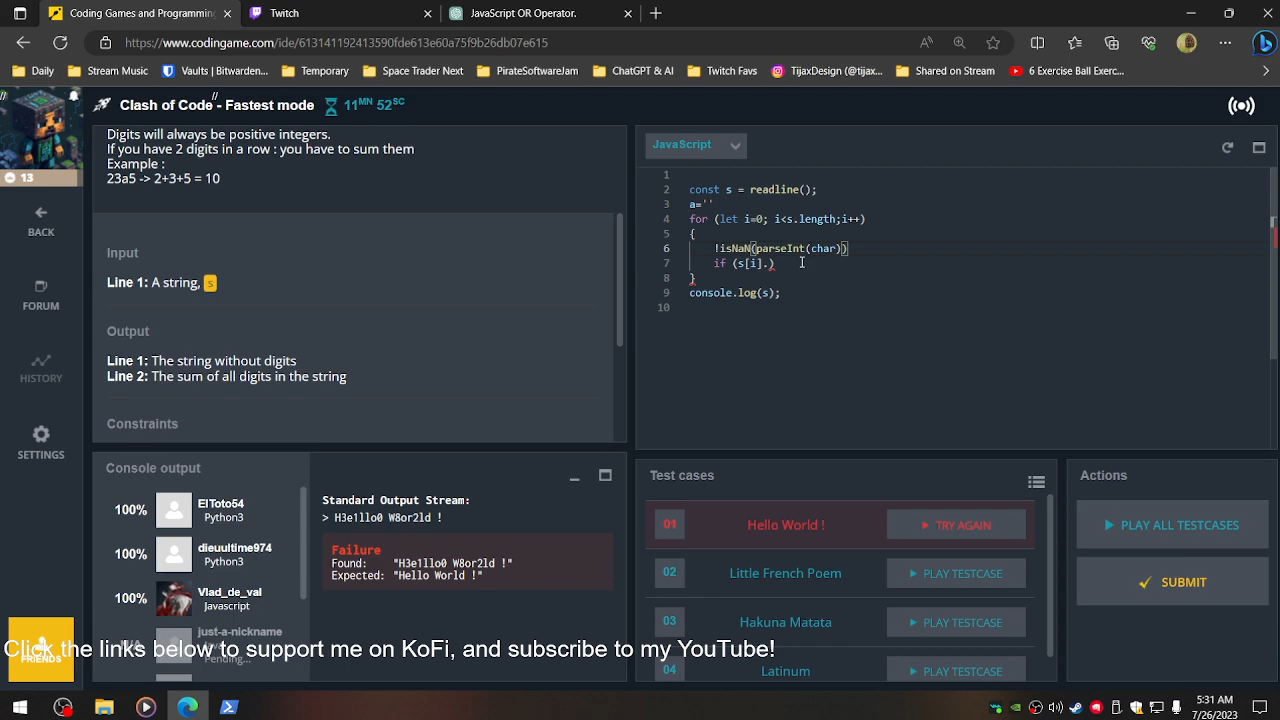 Coding Games and Programming
Twitch
JavaScript OR Operator.
https://www.codingame.com/ide/613141192413590fde613e60a75f9b26db07e615
Daily
Stream Music
Vaults | Bitwarden...
Temporary
Space Trader Next
PirateSoftwareJam
ChatGPT & AI
Twitch Favs
TijaxDesign (@tijax...
Shared on Stream
6 Exercise Ball Exerc...
// //
Clash of Code - Fastest mode
11MN 52SC
13
BACK
FORUM
HISTORY
SETTINGS
FRIENDS
Digits will always be positive integers.
If you have 2 digits in a row : you have to sum them
Example :
23a5 -> 2+3+5 = 10
Input
Line 1: A string, s
Output
Line 1: The string without digits
Line 2: The sum of all digits in the string
Constraints
JavaScript
1
2 const s = readline();
3 a=''
4 for (let i=0; i<s.length;i++)
5 {
6 !isNaN(parseInt(char))
7 if (s[i].)
8 }
9 console.log(s);
10
Console output
100% ElToto54
Python3
100% dieuultime974
Python3
100% Vlad_de_val
Javascript
N/A just-a-nickname
Pending...
Standard Output Stream:
> H3e1llo0 W8or2ld !
Failure
Found: "H3e1llo0 W8or2ld !"
Expected: "Hello World !"
Test cases
01 Hello World ! TRY AGAIN
02 Little French Poem PLAY TESTCASE
03 Hakuna Matata PLAY TESTCASE
04 Latinum PLAY TESTCASE
Actions
PLAY ALL TESTCASES
SUBMIT
Click the links below to support me on KoFi, and subscribe to my YouTube!
5:31 AM
7/26/2023